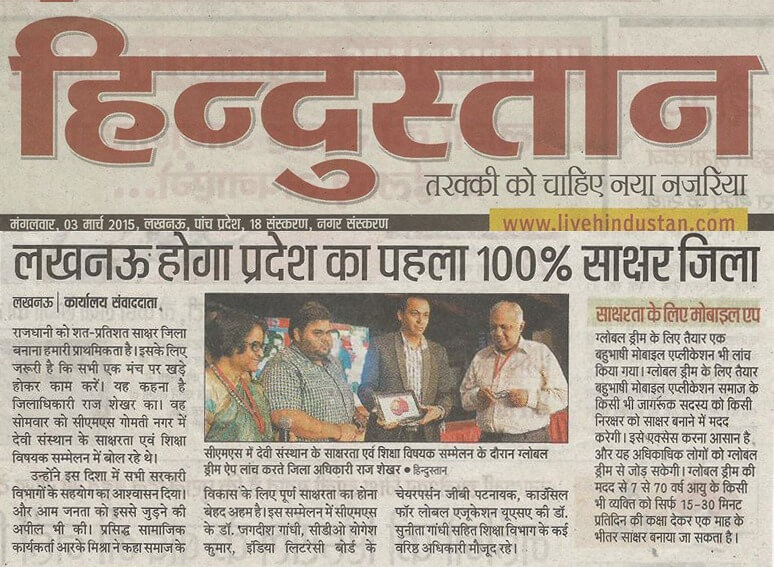 हिन्दुस्तान
तरक्की को चाहिए नया नजरिया
मंगलवार, 03 मार्च 2015, लखनऊ, पांच प्रदेश, 18 संस्करण, नगर संस्करण
www.livehindustan.com
लखनऊ होगा प्रदेश का पहला 100% साक्षर जिला
लखनऊ | कार्यालय संवाददाता,
राजधानी को शत-प्रतिशत साक्षर जिला
बनाना हमारी प्राथमिकता है। इसके लिए
जरूरी है कि सभी एक मंच पर खड़े
होकर काम करें। यह कहना है
जिलाधिकारी राज शेखर का। वह
सोमवार को सीएमएस गोमती नगर में
देवी संस्थान के साक्षरता एवं शिक्षा
विषयक सम्मेलन में बोल रहे थे।
उन्होंने इस दिशा में सभी सरकारी
विभागों के सहयोग का आश्वासन दिया।
और आम जनता को इससे जुड़ने की
अपील भी की। प्रसिद्ध सामाजिक
कार्यकर्ता आरके मिश्रा ने कहा समाज के
सीएमएस में देवी संस्थान के साक्षरता एवं शिक्षा विषयक सम्मेलन के दौरान ग्लोबल
ड्रीम ऐप लांच करते जिला अधिकारी राज शेखर ● हिन्दुस्तान
विकास के लिए पूर्ण साक्षरता का होना
बेहद अहम है। इस सम्मेलन में सीएमएस
के डॉ. जगदीश गांधी, सीडीओ योगेश
कुमार, इंडिया लिटरेसी बोर्ड के
चेयरपर्सन जीबी पटनायक, काउंसिल
फॉर लोबल एजूकेशन यूएसए की डॉ.
सुनीता गांधी सहित शिक्षा विभाग के कई
वरिष्ठ अधिकारी मौजूद रहे।
साक्षरता के लिए मोबाइल एप
ग्लोबल ड्रीम के लिए तैयार एक
बहुभाषी मोबाइल एप्लीकेशन भी लांच
किया गया। ग्लोबल ड्रीम के लिए तैयार
बहुभाषी मोबाइल एप्लीकेशन समाज के
किसी भी जागरूक सदस्य को किसी
निरक्षर को साक्षर बनाने में मदद
करेगी। इसे एक्सेस करना आसान है
और यह अधिकाधिक लोगों को ग्लोबल
ड्रीम से जोड़ सकेगी। ग्लोबल ड्रीम की
मदद से 7 से 70 वर्ष आयु के किसी
भी व्यक्ति को सिर्फ 15-30 मिनट
प्रतिदिन की कक्षा देकर एक माह के
भीतर साक्षर बनाया जा सकता है।